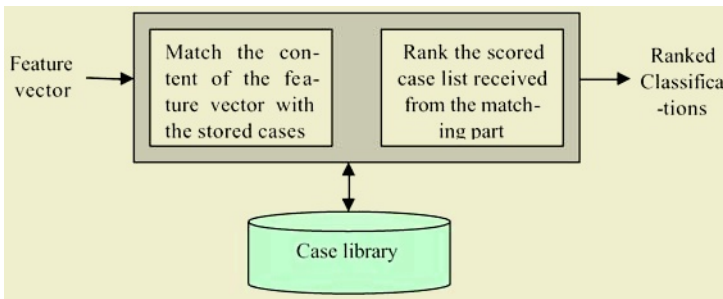 Feature
vector
Match the con-
tent of the fea-
ture vector with
the stored cases
Rank the scored
case list received
from the match-
ing part
Ranked
Classifica
-tions
Case library